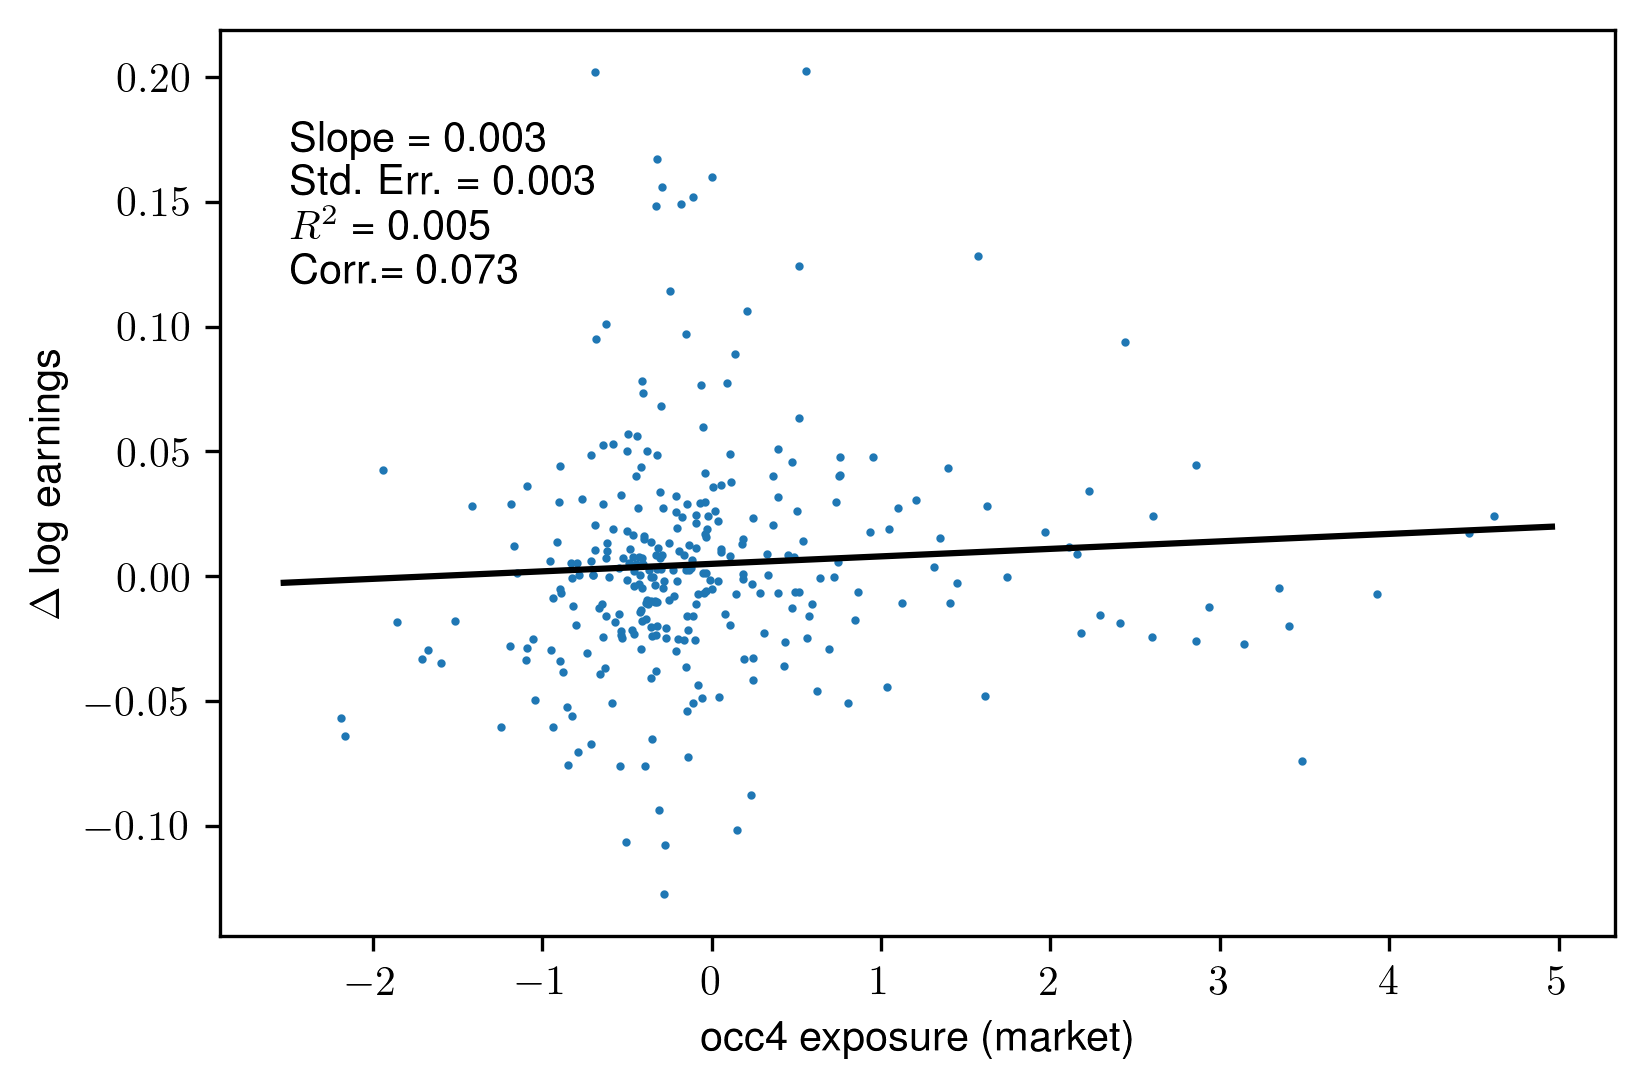 0.20
0.15
0.10
0.05
0.00
−0.05
−0.10
Δ log earnings
Slope = 0.003
Std. Err. = 0.003
R² = 0.005
Corr.= 0.073
−2
−1
0
1
2
3
4
5
occ4 exposure (market)